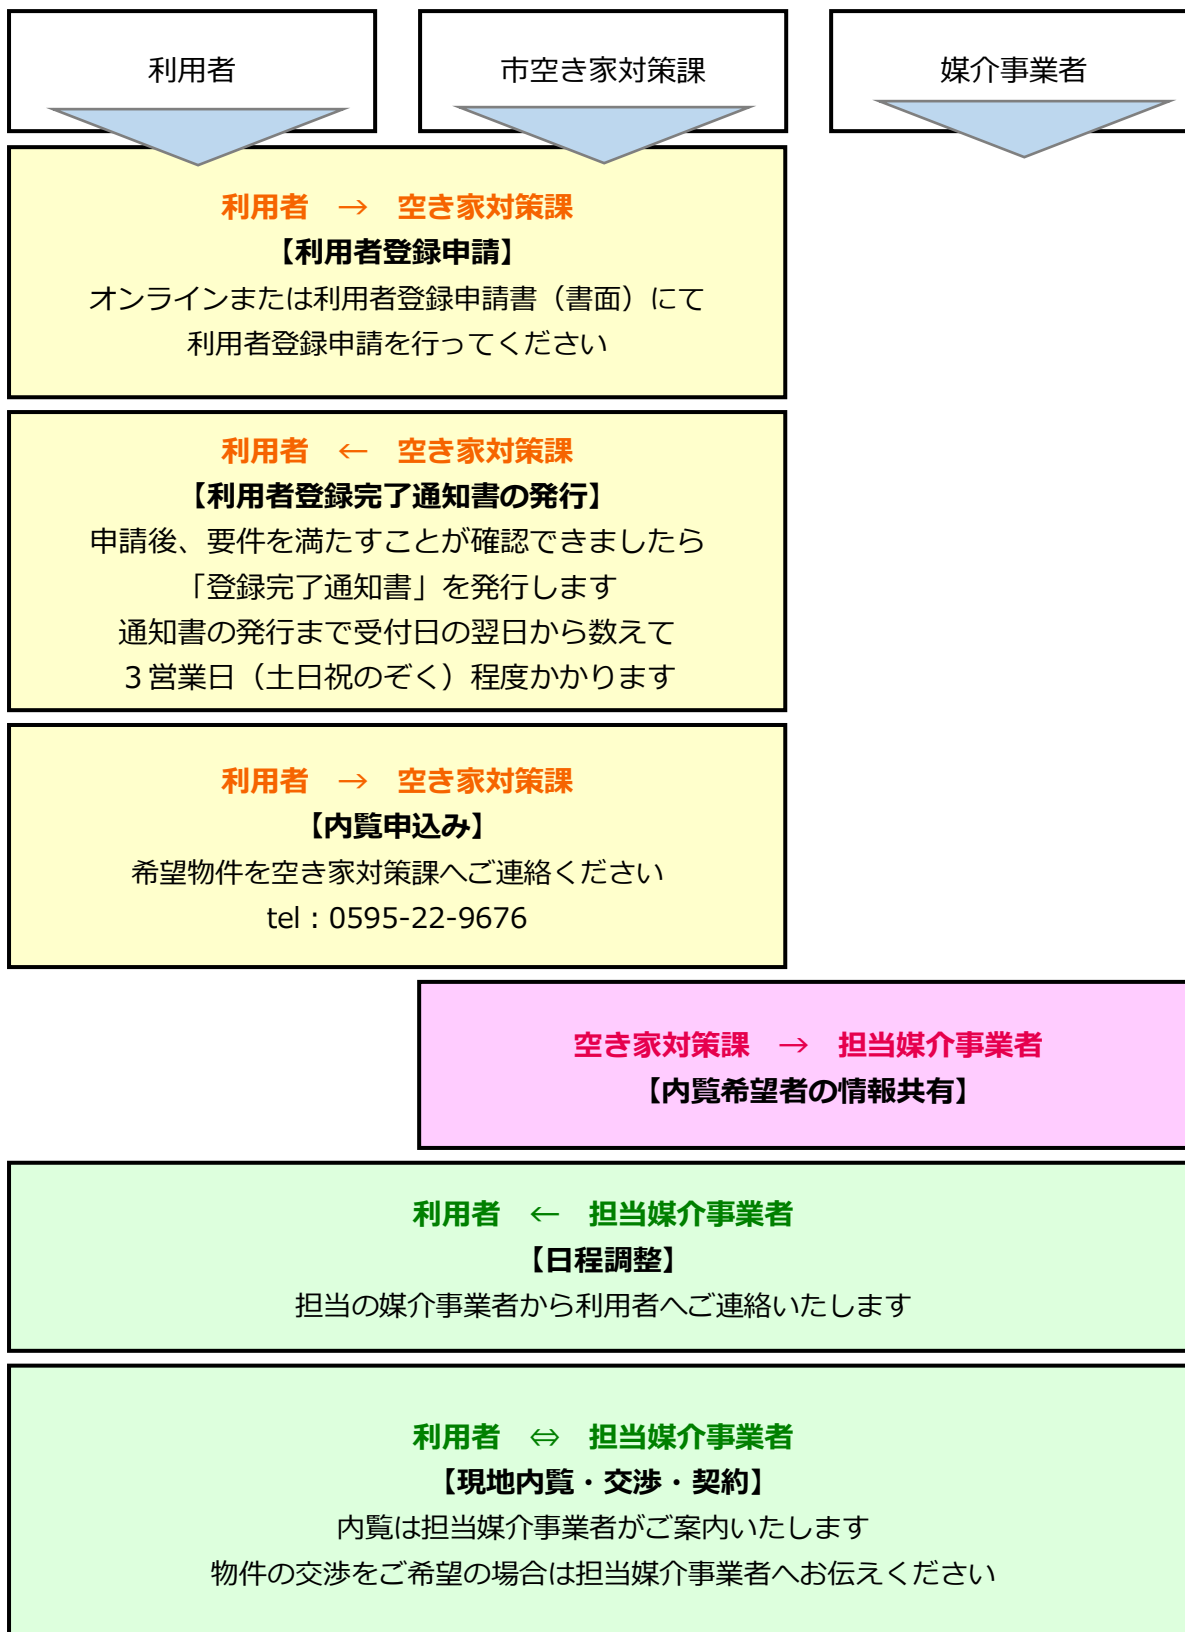 利用者
市空き家対策課
媒介事業者
利用者　→　空き家対策課
【利用者登録申請】
オンラインまたは利用者登録申請書（書面）にて
利用者登録申請を行ってください
利用者　←　空き家対策課
【利用者登録完了通知書の発行】
申請後、要件を満たすことが確認できましたら
「登録完了通知書」を発行します
通知書の発行まで受付日の翌日から数えて
３営業日（土日祝のぞく）程度かかります
利用者　→　空き家対策課
【内覧申込み】
希望物件を空き家対策課へご連絡ください
tel：0595-22-9676
空き家対策課　→　担当媒介事業者
【内覧希望者の情報共有】
利用者　←　担当媒介事業者
【日程調整】
担当の媒介事業者から利用者へご連絡いたします
利用者　⇔　担当媒介事業者
【現地内覧・交渉・契約】
内覧は担当媒介事業者がご案内いたします
物件の交渉をご希望の場合は担当媒介事業者へお伝えください